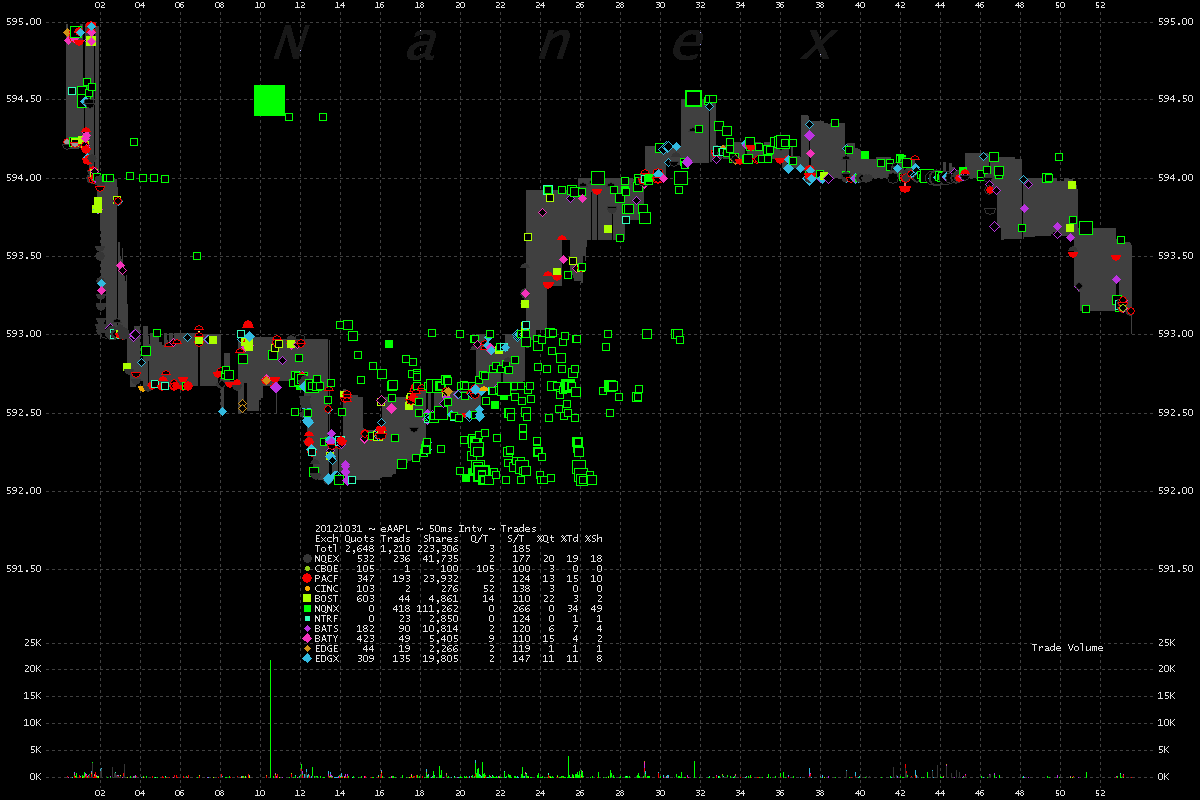 02 04 06 08 10 12 14 16 18 20 22 24 26 28 30 32 34 36 38 40 42 44 46 48 50 52
595.00 595.00
Nanex
594.50 594.50
594.00 594.00
593.50 593.50
593.00 593.00
592.50 592.50
592.00 592.00
20121031 ~ eAAPL ~ 50ms Intv ~ Trades
Exch Quots Trads Shares Q/T S/T %Qt %Td %Sh
Totl 2,648 1,210 223,306 3 185
NQEX 532 236 41,735 2 177 20 19 18
591.50 CBOE 105 1 100 105 100 3 0 0 591.50
PACF 347 193 23,932 2 124 13 15 10
CINC 103 2 276 52 138 3 0 0
BOST 603 44 4,861 14 110 22 3 2
NQNX 0 418 111,262 0 266 0 34 49
NTRF 0 23 2,850 0 124 0 1 1
BATS 182 90 10,814 2 120 6 7 4
BATY 423 49 5,405 9 110 15 4 2
25K 25K
EDGE 44 19 2,266 2 119 1 1 1 Trade Volume
EDGX 309 135 19,805 2 147 11 11 8
20K 20K
15K 15K
10K 10K
5K 5K
0K 0K
02 04 06 08 10 12 14 16 18 20 22 24 26 28 30 32 34 36 38 40 42 44 46 48 50 52